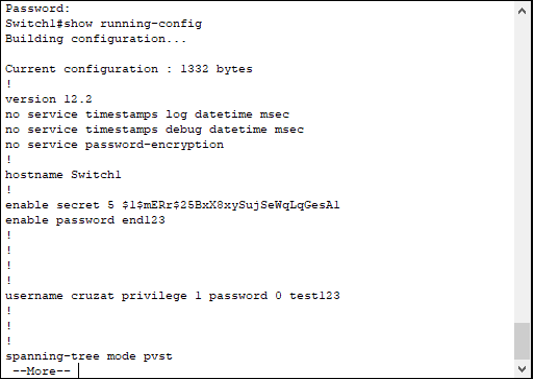 Password:
Switch1#show running-config
Building configuration...
Current configuration : 1332 bytes
!
version 12.2
no service timestamps log datetime msec
no service timestamps debug datetime msec
no service password-encryption
!
hostname Switch1
!
enable secret 5 $1$mERr$25BxX8xySujSeWqLqGesA1
enable password end123
!
!
!
!
username cruzat privilege 1 password 0 test123
!
!
!
spanning-tree mode pvst
--More--